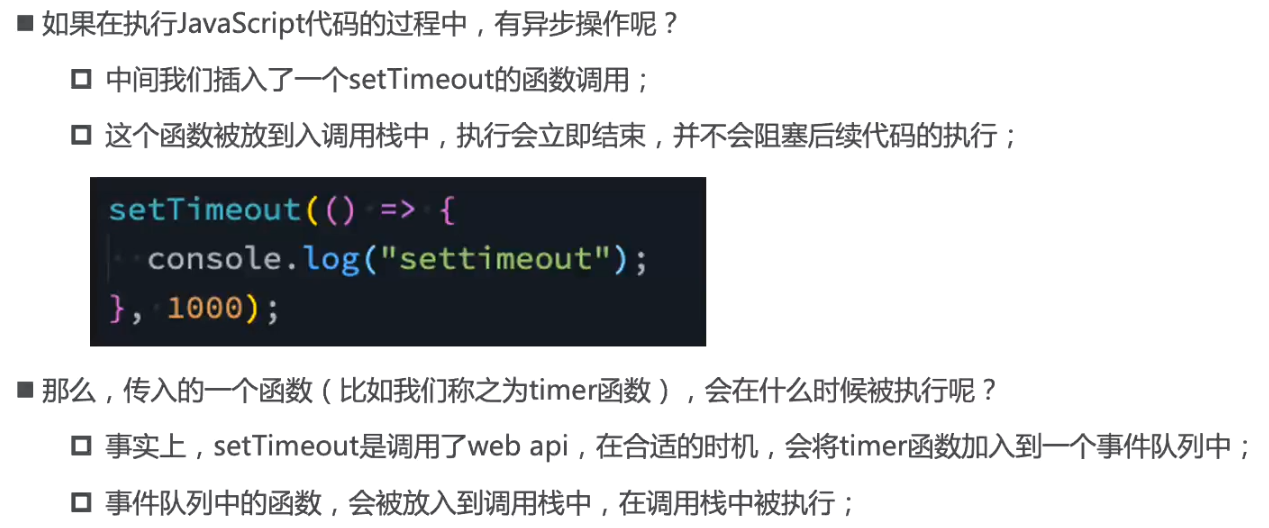 如果在执行JavaScript代码的过程中，有异步操作呢？
中间我们插入了一个setTimeout的函数调用；
这个函数被放到入调用栈中，执行会立即结束，并不会阻塞后续代码的执行；
setTimeout(() => {
  console.log("settimeout");
}, 1000);
那么，传入的一个函数（比如我们称之为timer函数），会在什么时候被执行呢？
事实上，setTimeout是调用了web api，在合适的时机，会将timer函数加入到一个事件队列中；
事件队列中的函数，会被放入到调用栈中，在调用栈中被执行；